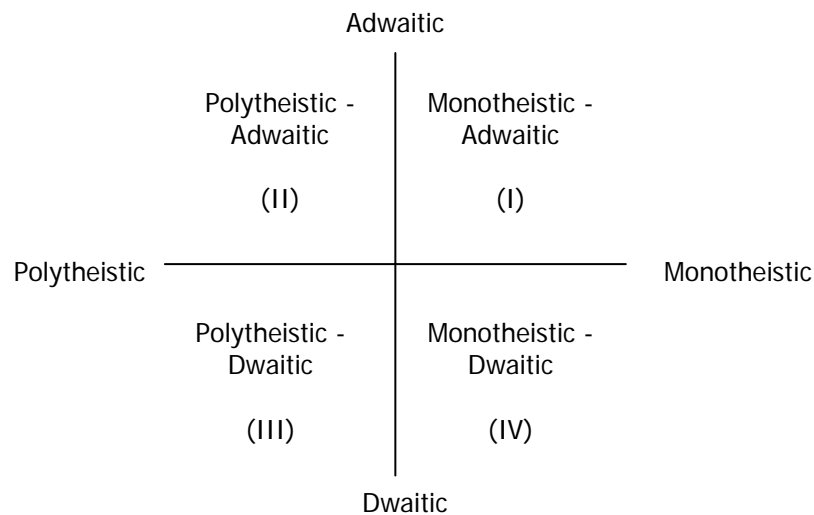 Adwaitic
Polytheistic -
Adwaitic
(II)
Monotheistic -
Adwaitic
(I)
Polytheistic
Monotheistic
Polytheistic -
Dwaitic
(III)
Monotheistic -
Dwaitic
(IV)
Dwaitic